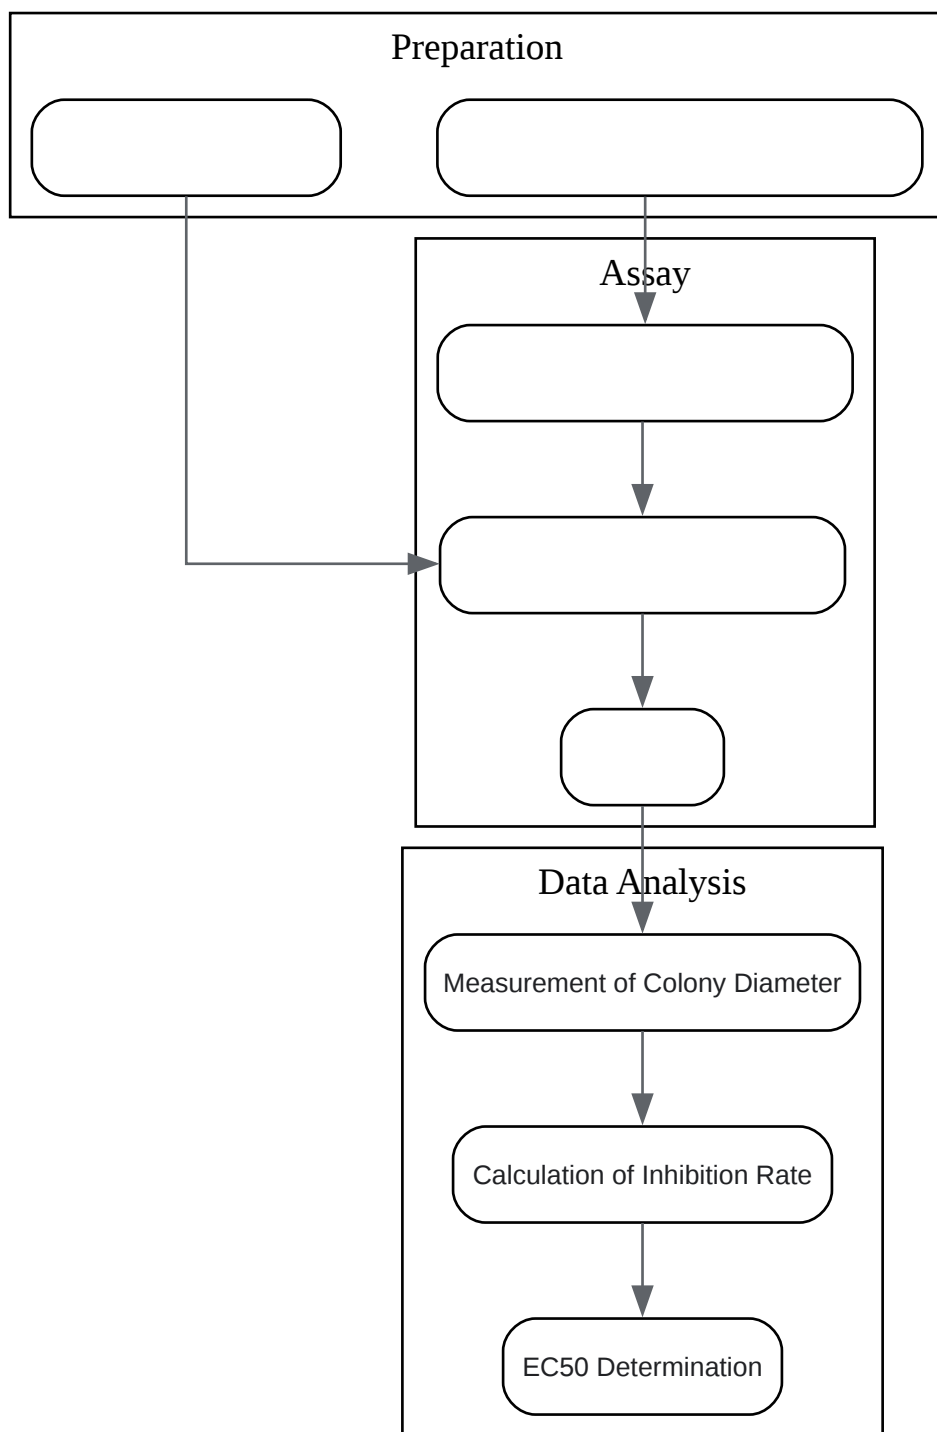 Preparation
Assay
Data Analysis
Measurement of Colony Diameter
Calculation of Inhibition Rate
EC50 Determination